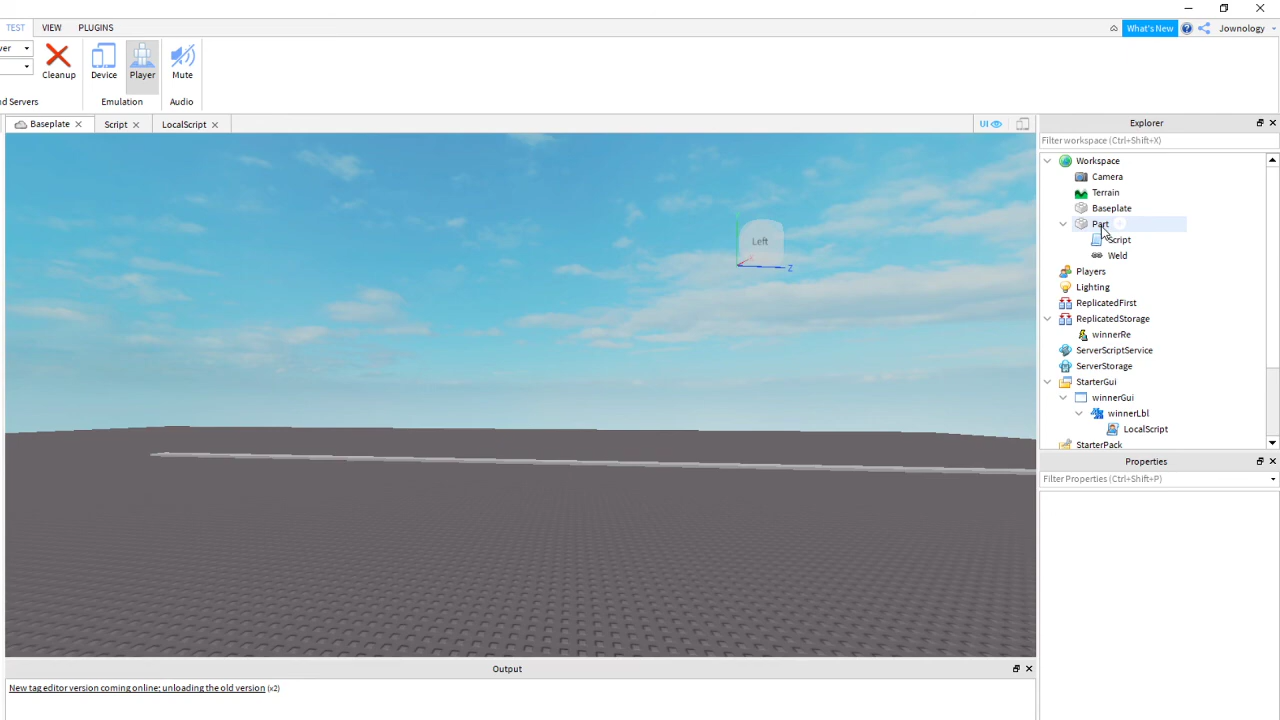 TEST VIEW PLUGINS
What's New Jownology
ver
Cleanup Device Player Mute
d Servers Emulation Audio
Baseplate Script LocalScript UI
Explorer
Filter workspace (Ctrl+Shift+X)
Workspace
Camera
Terrain
Baseplate
Part
Script
Weld
Players
Lighting
ReplicatedFirst
ReplicatedStorage
winnerRe
ServerScriptService
ServerStorage
StarterGui
winnerGui
winnerLbl
LocalScript
StarterPack
Properties
Filter Properties (Ctrl+Shift+P)
Left
Z
Output
New tag editor version coming online; unloading the old version (x2)